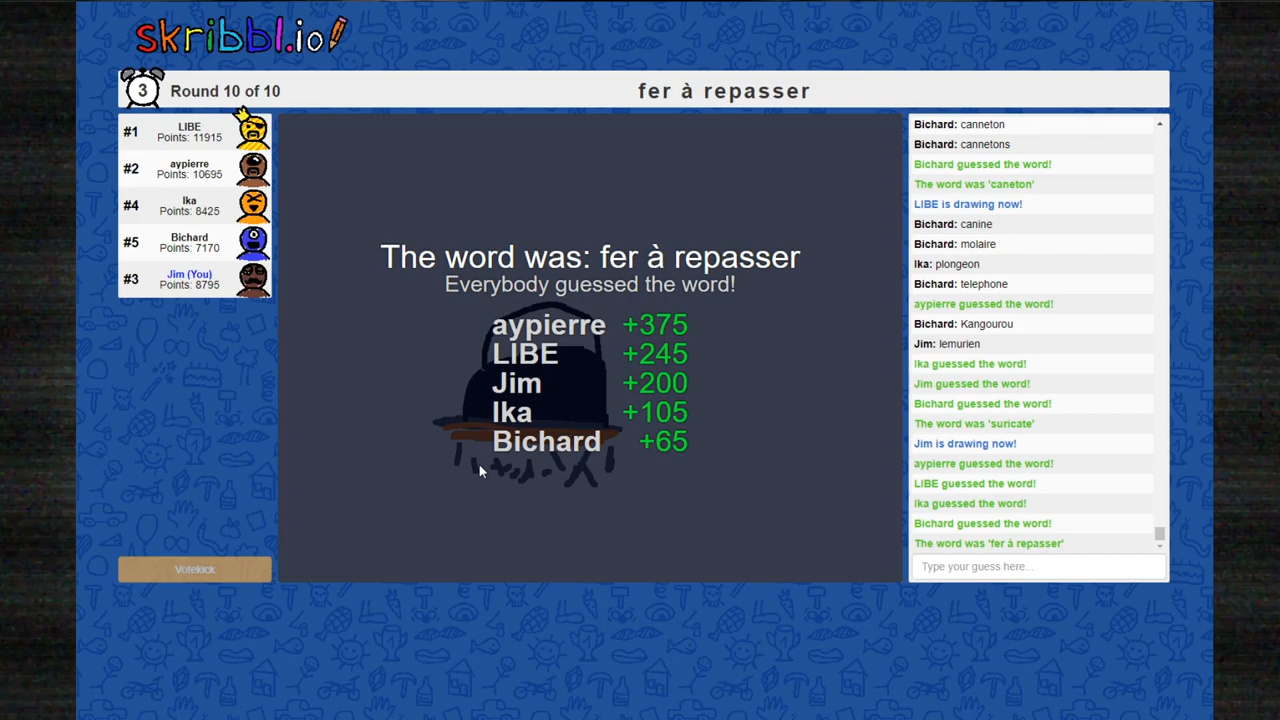 skribbl.io
3 Round 10 of 10 fer à repasser
#1 LIBE
Points: 11915
#2 aypierre
Points: 10695
#4 Ika
Points: 8425
#5 Bichard
Points: 7170
#3 Jim (You)
Points: 8795
Votekick
The word was: fer à repasser
Everybody guessed the word!
aypierre +375
LIBE +245
Jim +200
Ika +105
Bichard +65
Bichard: canneton
Bichard: cannetons
Bichard guessed the word!
The word was 'caneton'
LIBE is drawing now!
Bichard: canine
Bichard: molaire
Ika: plongeon
Bichard: telephone
aypierre guessed the word!
Bichard: Kangourou
Jim: lemurien
Ika guessed the word!
Jim guessed the word!
Bichard guessed the word!
The word was 'suricate'
Jim is drawing now!
aypierre guessed the word!
LIBE guessed the word!
Ika guessed the word!
Bichard guessed the word!
The word was 'fer à repasser'
Type your guess here...